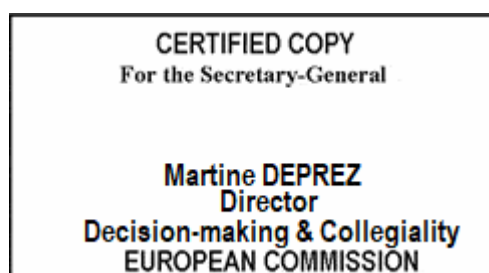 CERTIFIED COPY
For the Secretary-General
Martine DEPREZ
Director
Decision-making & Collegiality
EUROPEAN COMMISSION